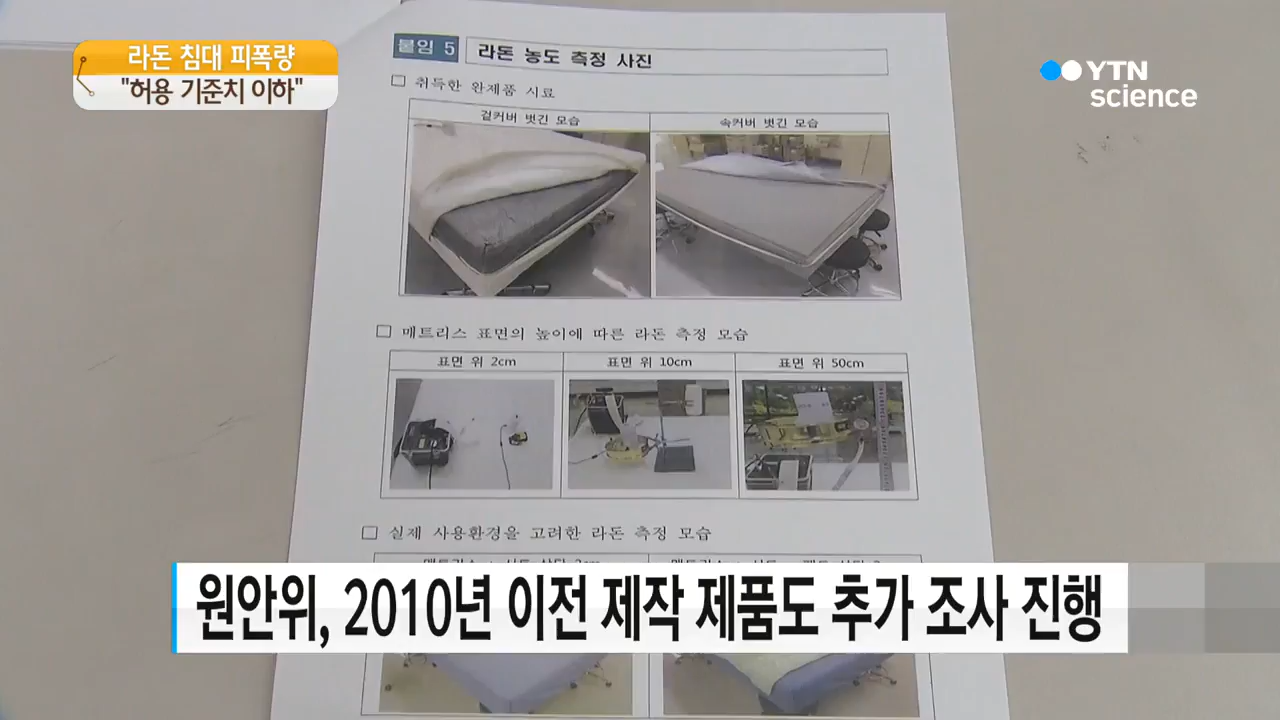 라돈 침대 피폭량
"허용 기준치 이하"
YTN
science
붙임 5
라돈 농도 측정 사진
□ 취득한 완제품 시료
겉커버 벗긴 모습
속커버 벗긴 모습
□ 매트리스 표면의 높이에 따른 라돈 측정 모습
표면 위 2cm
표면 위 10cm
표면 위 50cm
□ 실제 사용환경을 고려한 라돈 측정 모습
원안위, 2010년 이전 제작 제품도 추가 조사 진행